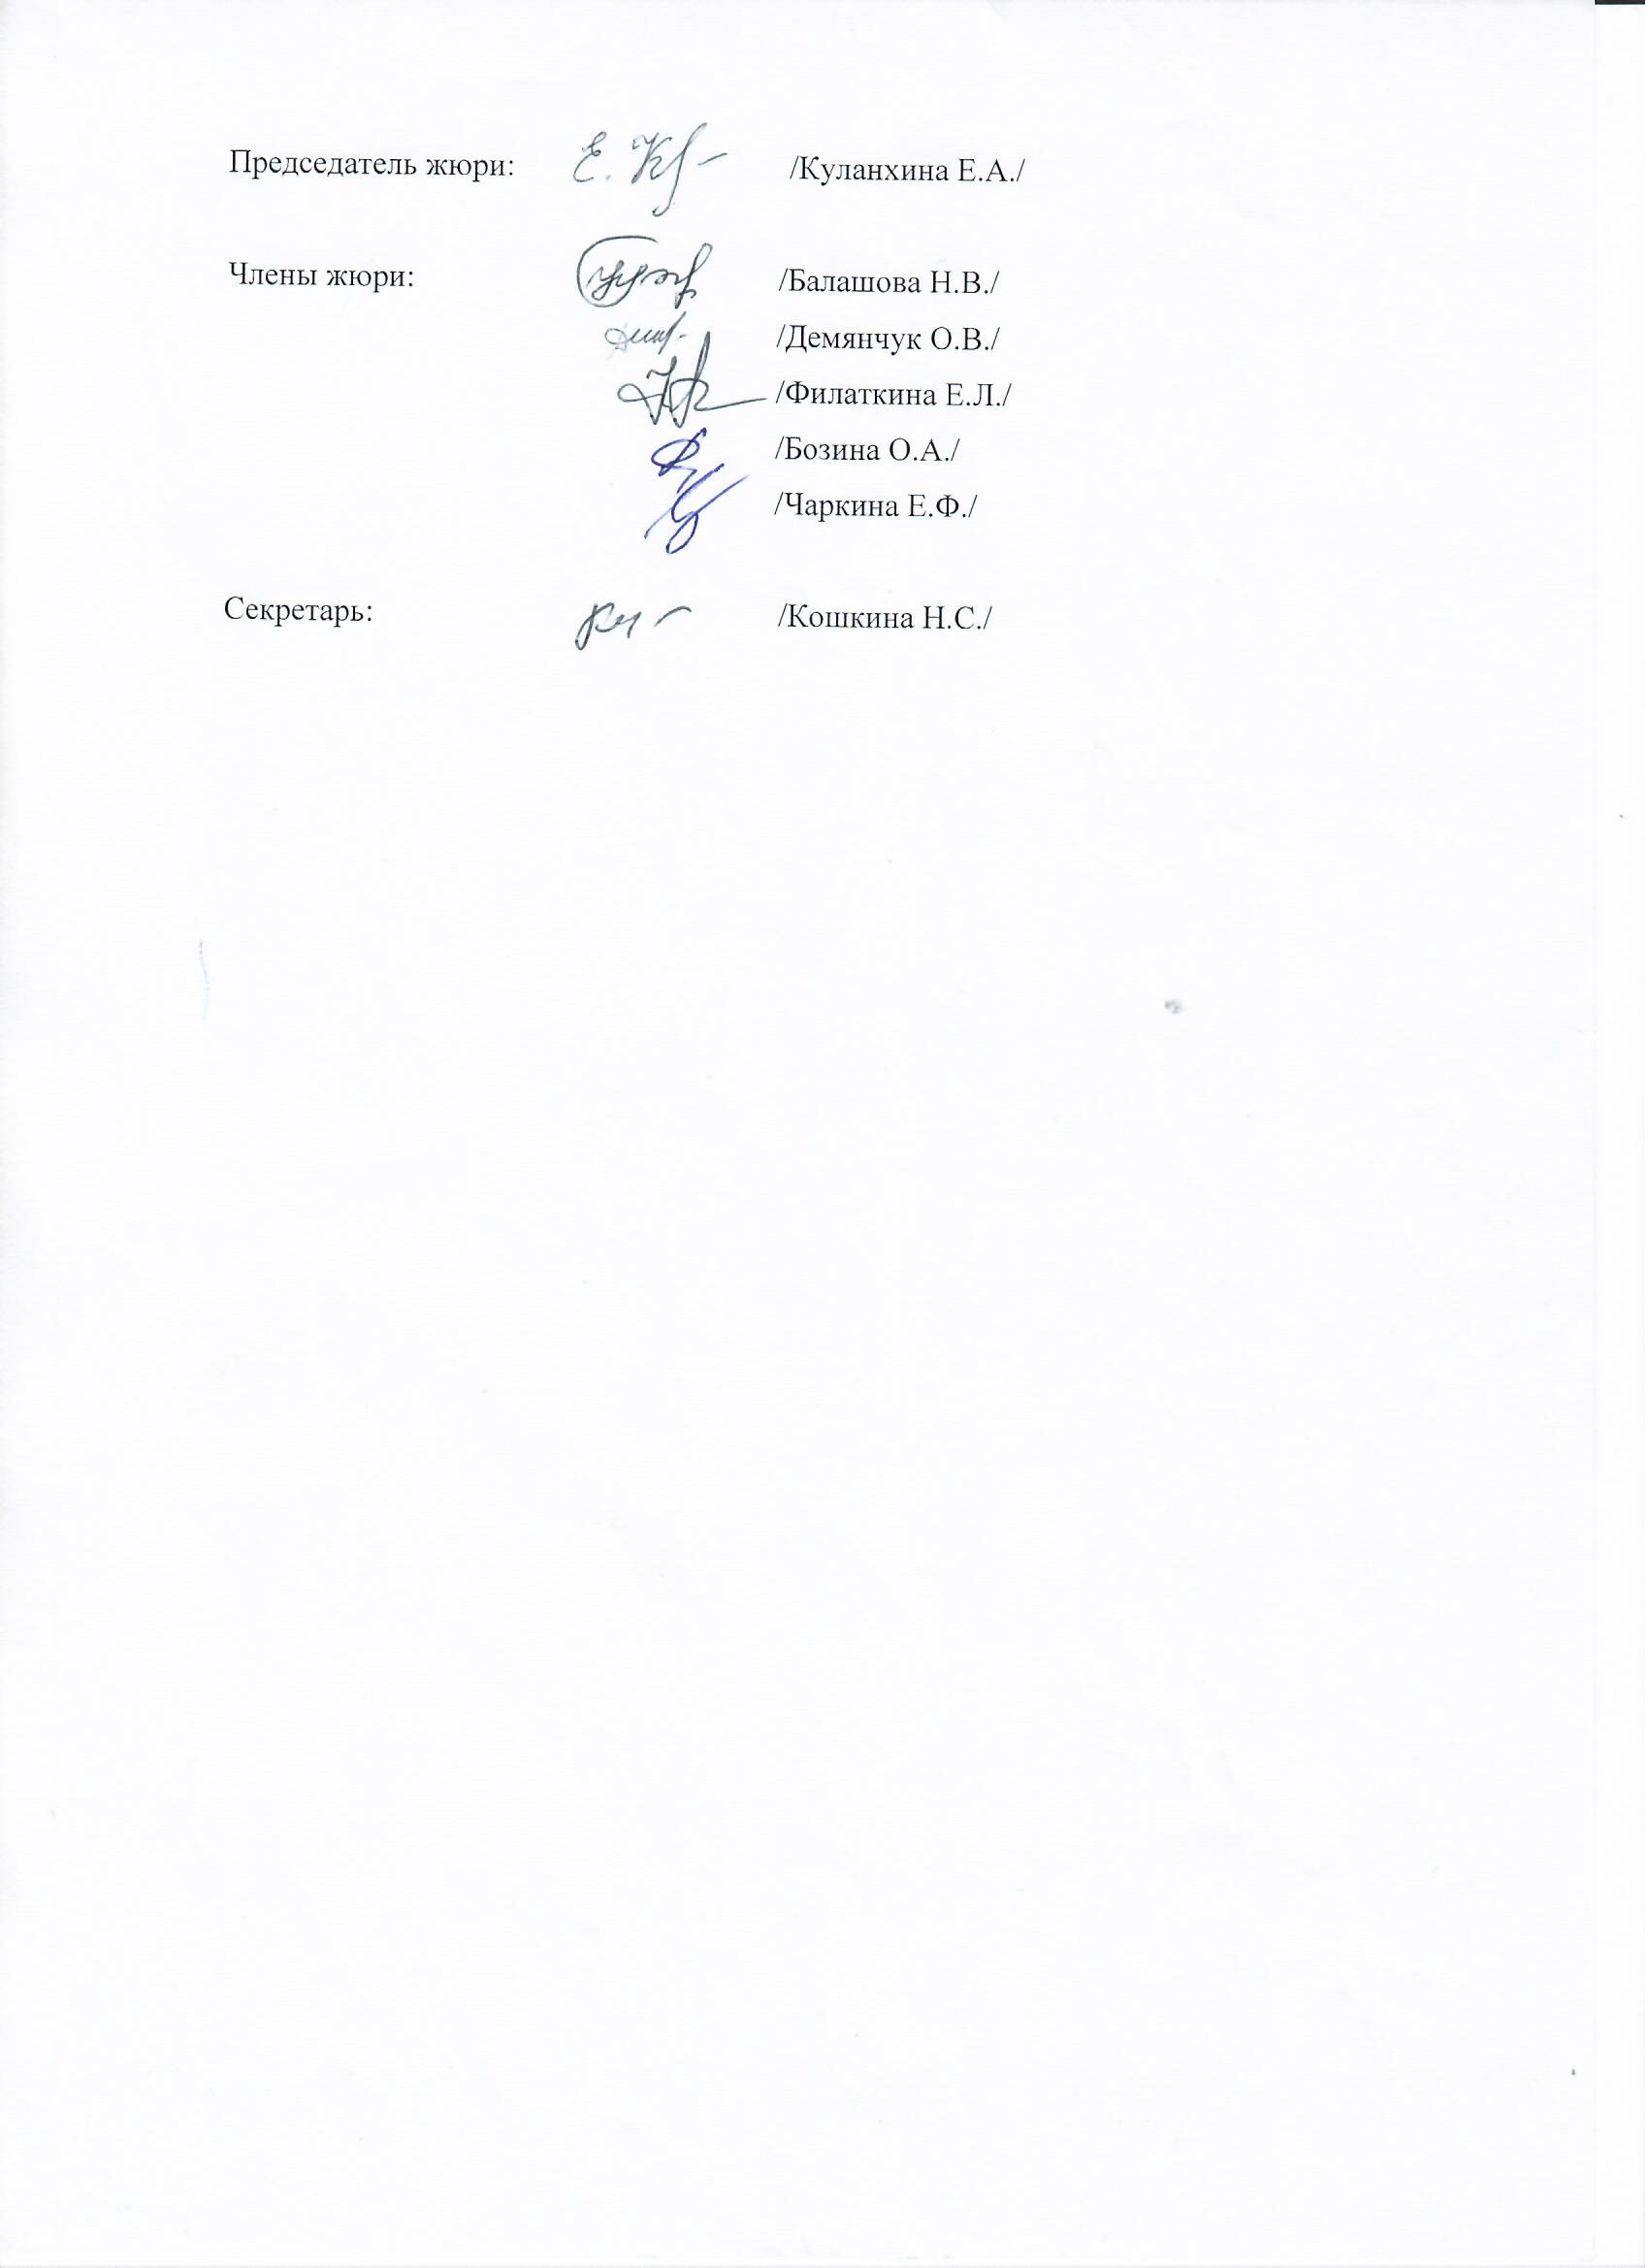 Председатель жюри: /Куланхина Е.А./
Члены жюри: /Балашова Н.В./
/Демянчук О.В./
/Филаткина Е.Л./
/Бозина О.А./
/Чаркина Е.Ф./
Секретарь: /Кошкина Н.С./